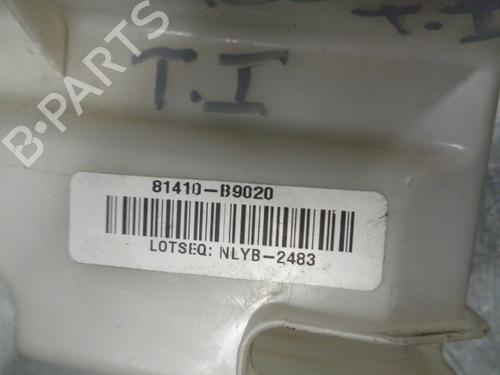 T.I
T.I
B-PARTS
81410-B9020
LOTSEQ: NLYB-2483